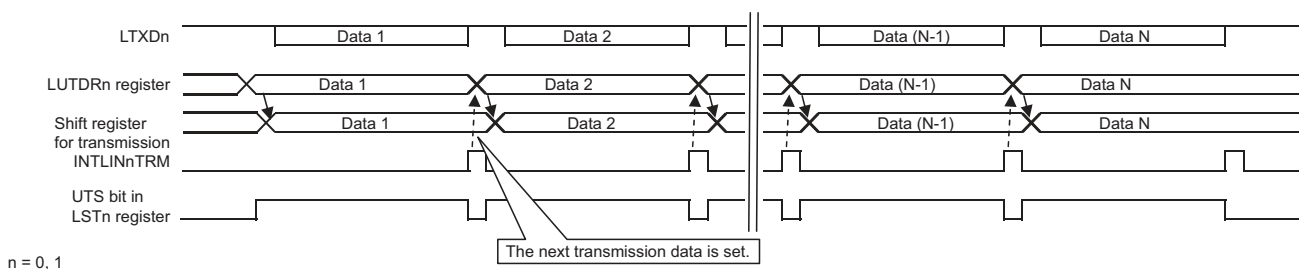 LTXDn
Data 1
Data 2
Data (N-1)
Data N
LUTDRn register
Data 1
Data 2
Data (N-1)
Data N
Shift register
for transmission
Data 1
Data 2
Data (N-1)
Data N
INTLINnTRM
UTS bit in
LSTn register
The next transmission data is set.
n = 0, 1